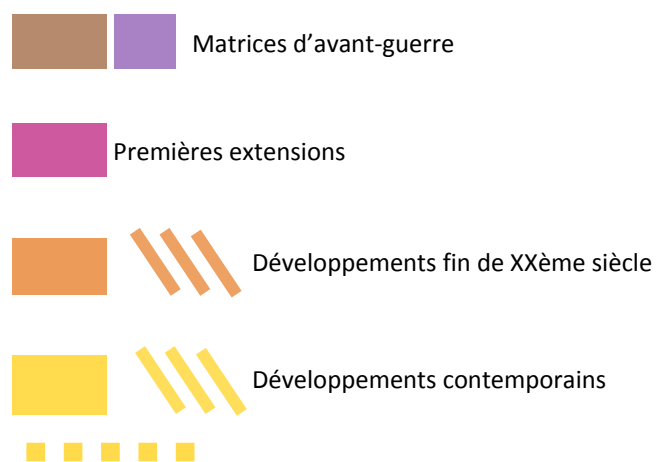 Matrices d’avant-guerre
Premières extensions
Développements fin de XXème siècle
Développements contemporains